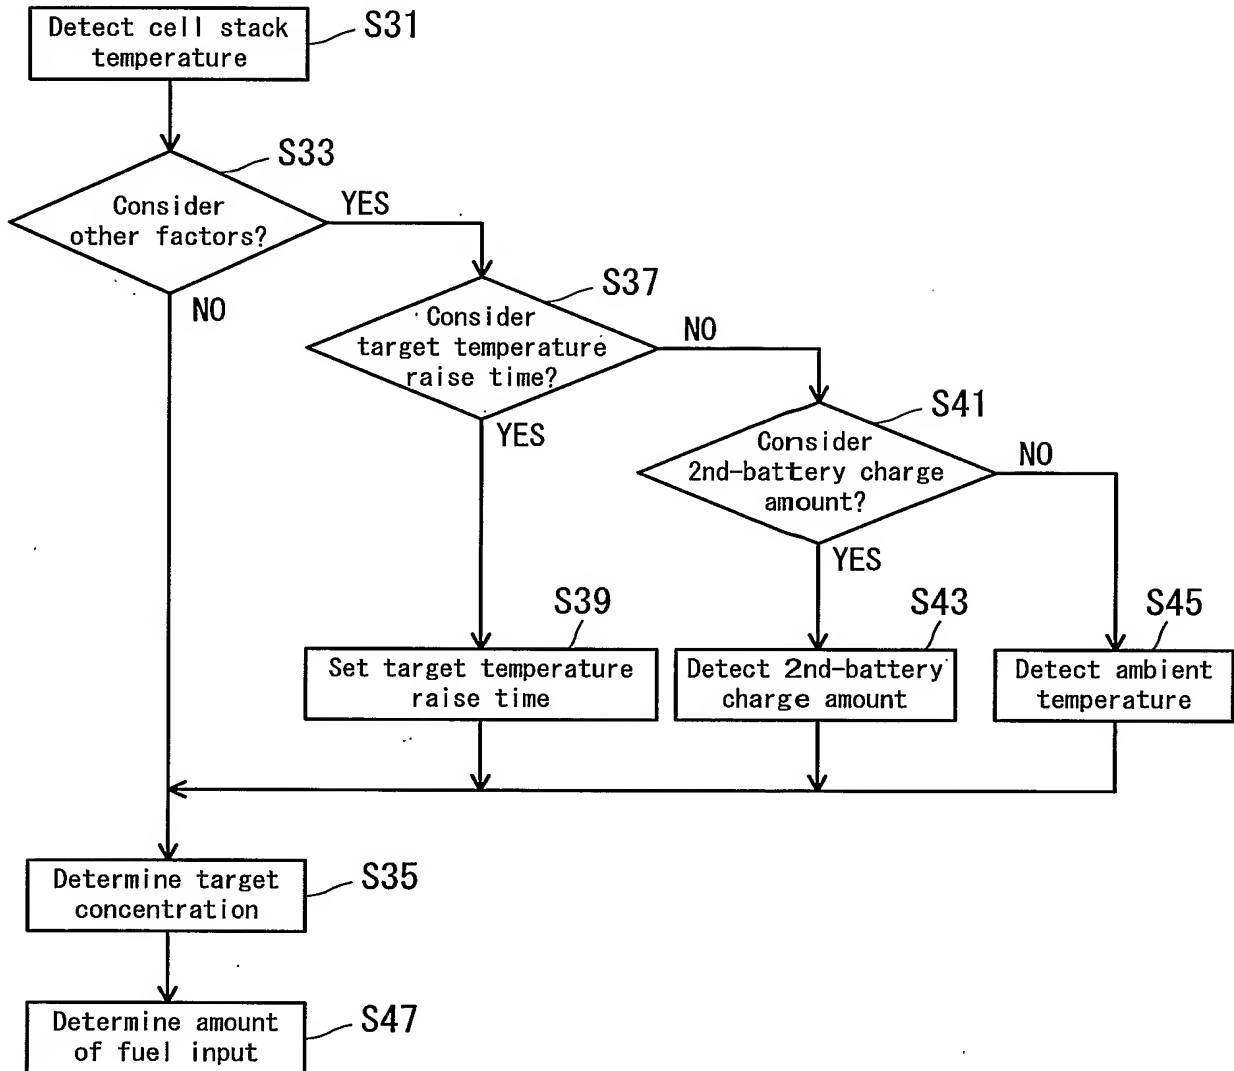 Detect cell stack
temperature
S31
S33
Consider
other factors?
YES
NO
S37
Consider
target temperature
raise time?
NO
YES
S41
Consider
2nd-battery charge
amount?
NO
YES
S39
Set target temperature
raise time
S43
Detect 2nd-battery
charge amount
S45
Detect ambient
temperature
Determine target
concentration
S35
Determine amount
of fuel input
S47